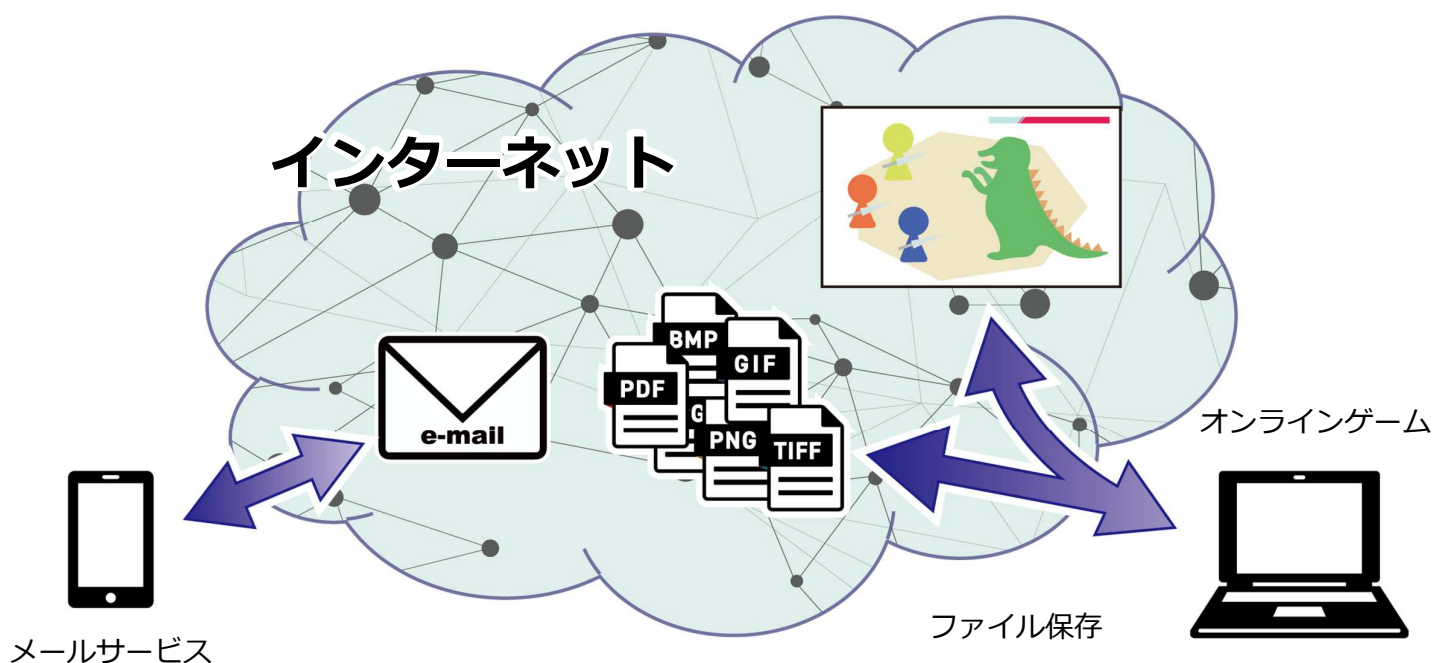 インターネット
BMP
GIF
PDF
G
PNG
TIFF
e-mail
オンラインゲーム
ファイル保存
メールサービス